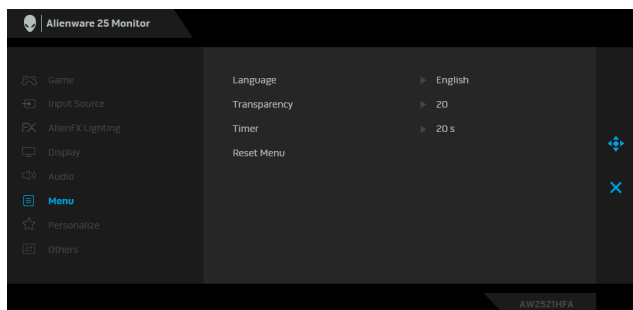 Alienware 25 Monitor
Game
Input Source
AlienFX Lighting
Display
Audio
Menu
Personalize
Others
Language English
Transparency 20
Timer 20 s
Reset Menu
AW2521HFA